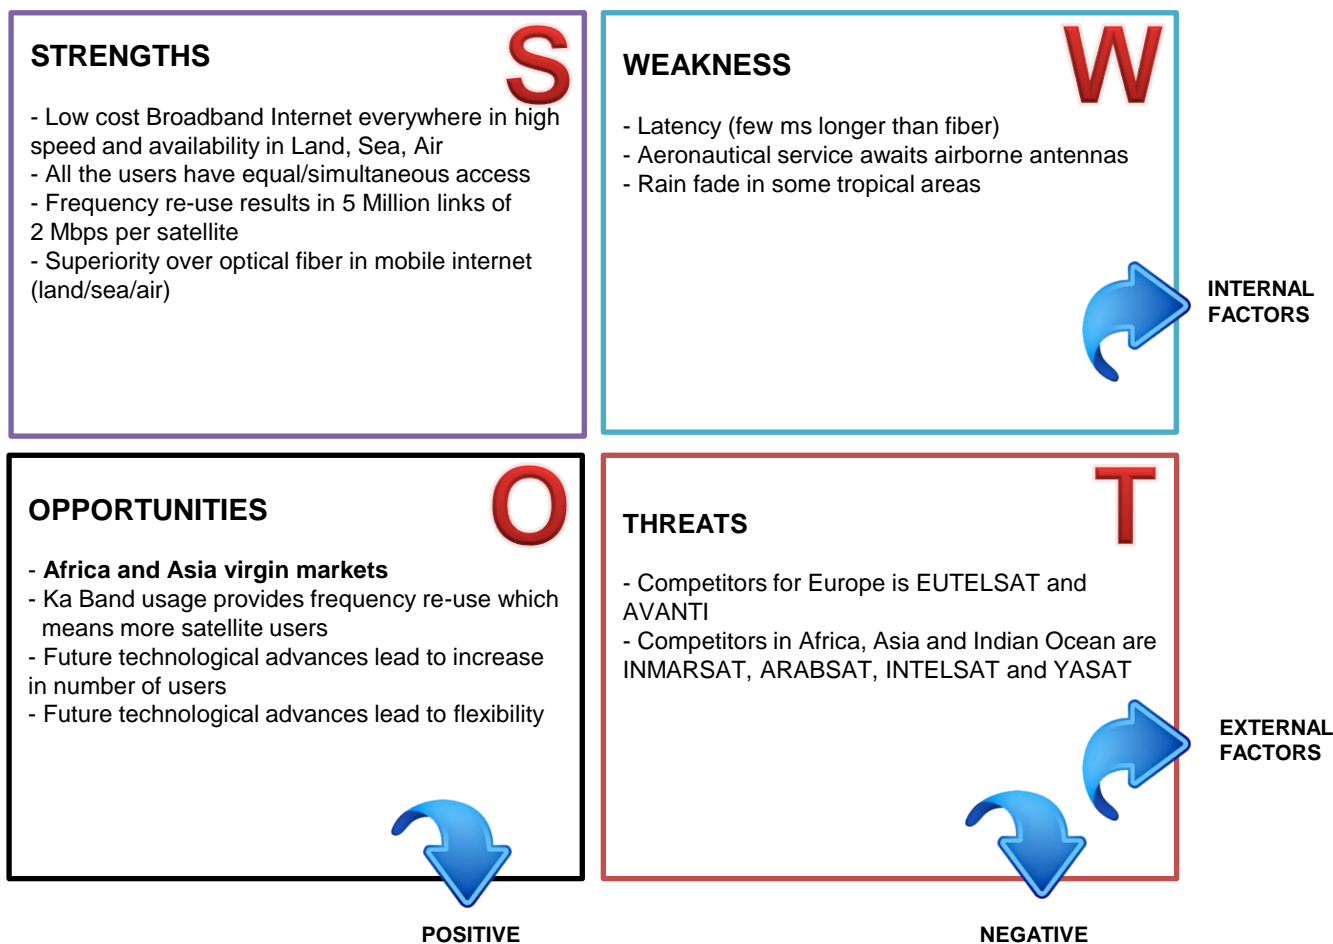 STRENGTHS
S
- Low cost Broadband Internet everywhere in high
speed and availability in Land, Sea, Air
- All the users have equal/simultaneous access
- Frequency re-use results in 5 Million links of
2 Mbps per satellite
- Superiority over optical fiber in mobile internet
(land/sea/air)
WEAKNESS
W
- Latency (few ms longer than fiber)
- Aeronautical service awaits airborne antennas
- Rain fade in some tropical areas
INTERNAL
FACTORS
OPPORTUNITIES
O
- Africa and Asia virgin markets
- Ka Band usage provides frequency re-use which
means more satellite users
- Future technological advances lead to increase
in number of users
- Future technological advances lead to flexibility
THREATS
T
- Competitors for Europe is EUTELSAT and
AVANTI
- Competitors in Africa, Asia and Indian Ocean are
INMARSAT, ARABSAT, INTELSAT and YASAT
EXTERNAL
FACTORS
POSITIVE
NEGATIVE